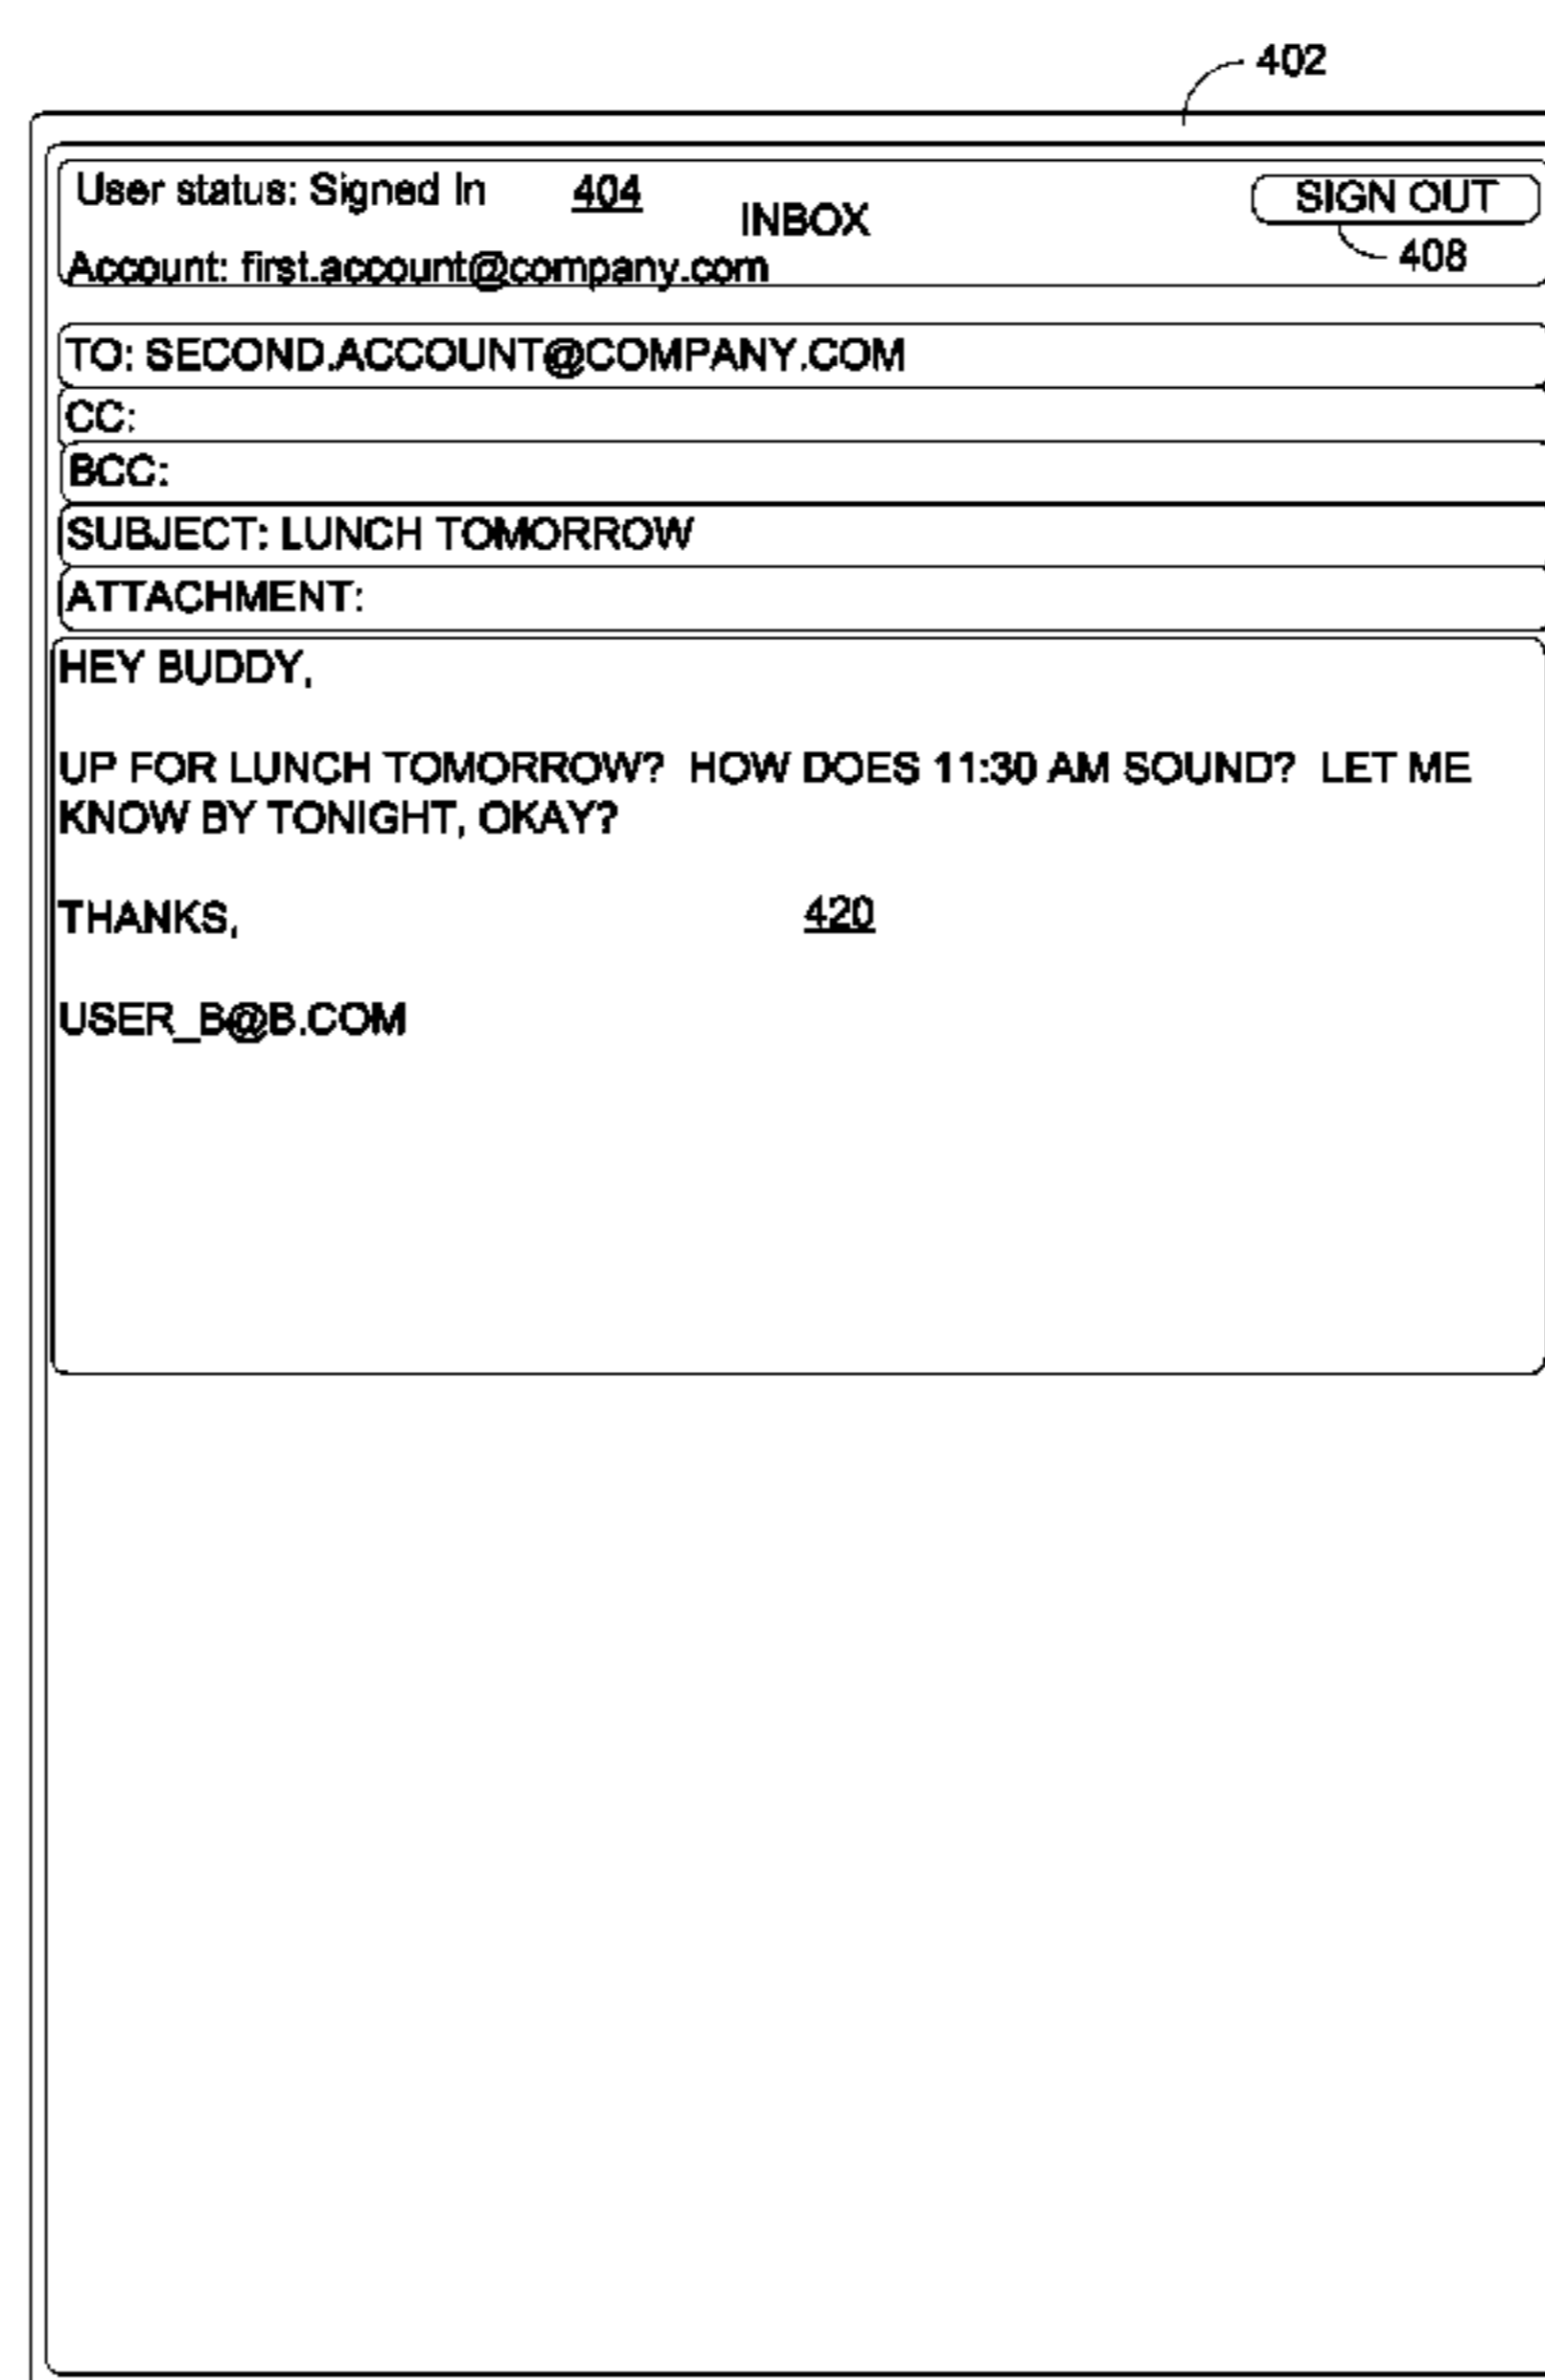 402
User status: Signed In 404
INBOX
SIGN OUT
408
Account: first.account@company.com
TO: SECOND.ACCOUNT@COMPANY.COM
CC:
BCC:
SUBJECT: LUNCH TOMORROW
ATTACHMENT:
HEY BUDDY,
UP FOR LUNCH TOMORROW? HOW DOES 11:30 AM SOUND? LET ME
KNOW BY TONIGHT, OKAY?
THANKS,
420
USER_B@B.COM